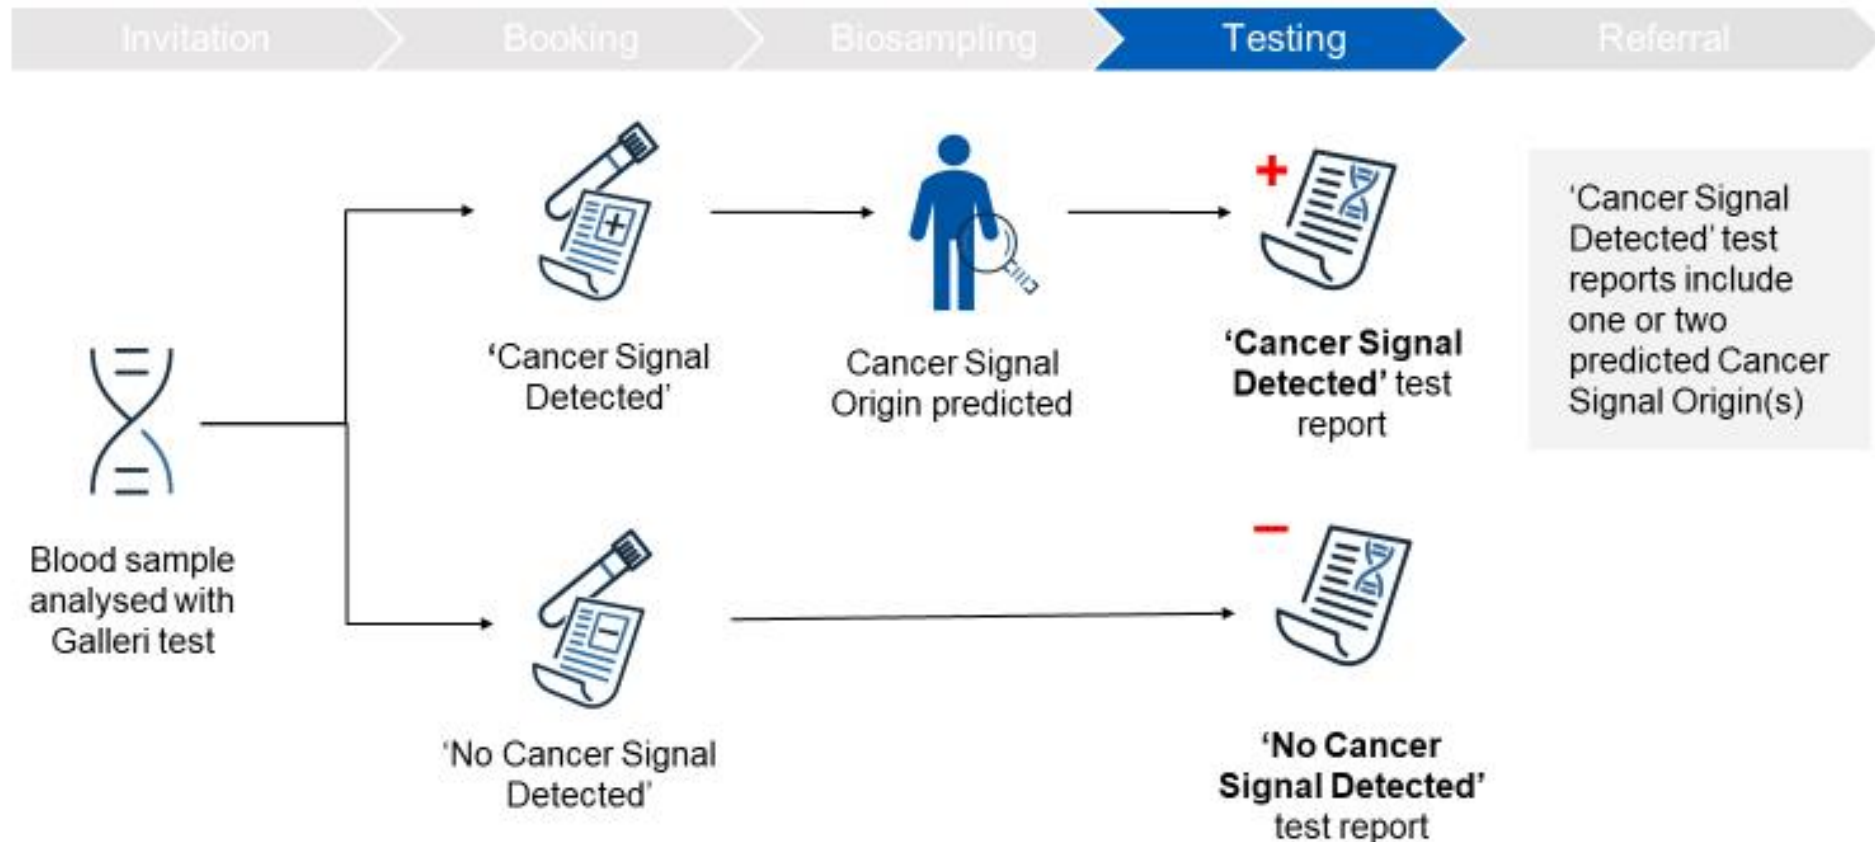 Invitation
Booking
Biosampling
Testing
Referral
Blood sample
analysed with
Galleri test
‘Cancer Signal
Detected’
Cancer Signal
Origin predicted
‘Cancer Signal
Detected’ test
report
‘Cancer Signal
Detected’ test
reports include
one or two
predicted Cancer
Signal Origin(s)
‘No Cancer Signal
Detected’
‘No Cancer
Signal Detected’
test report